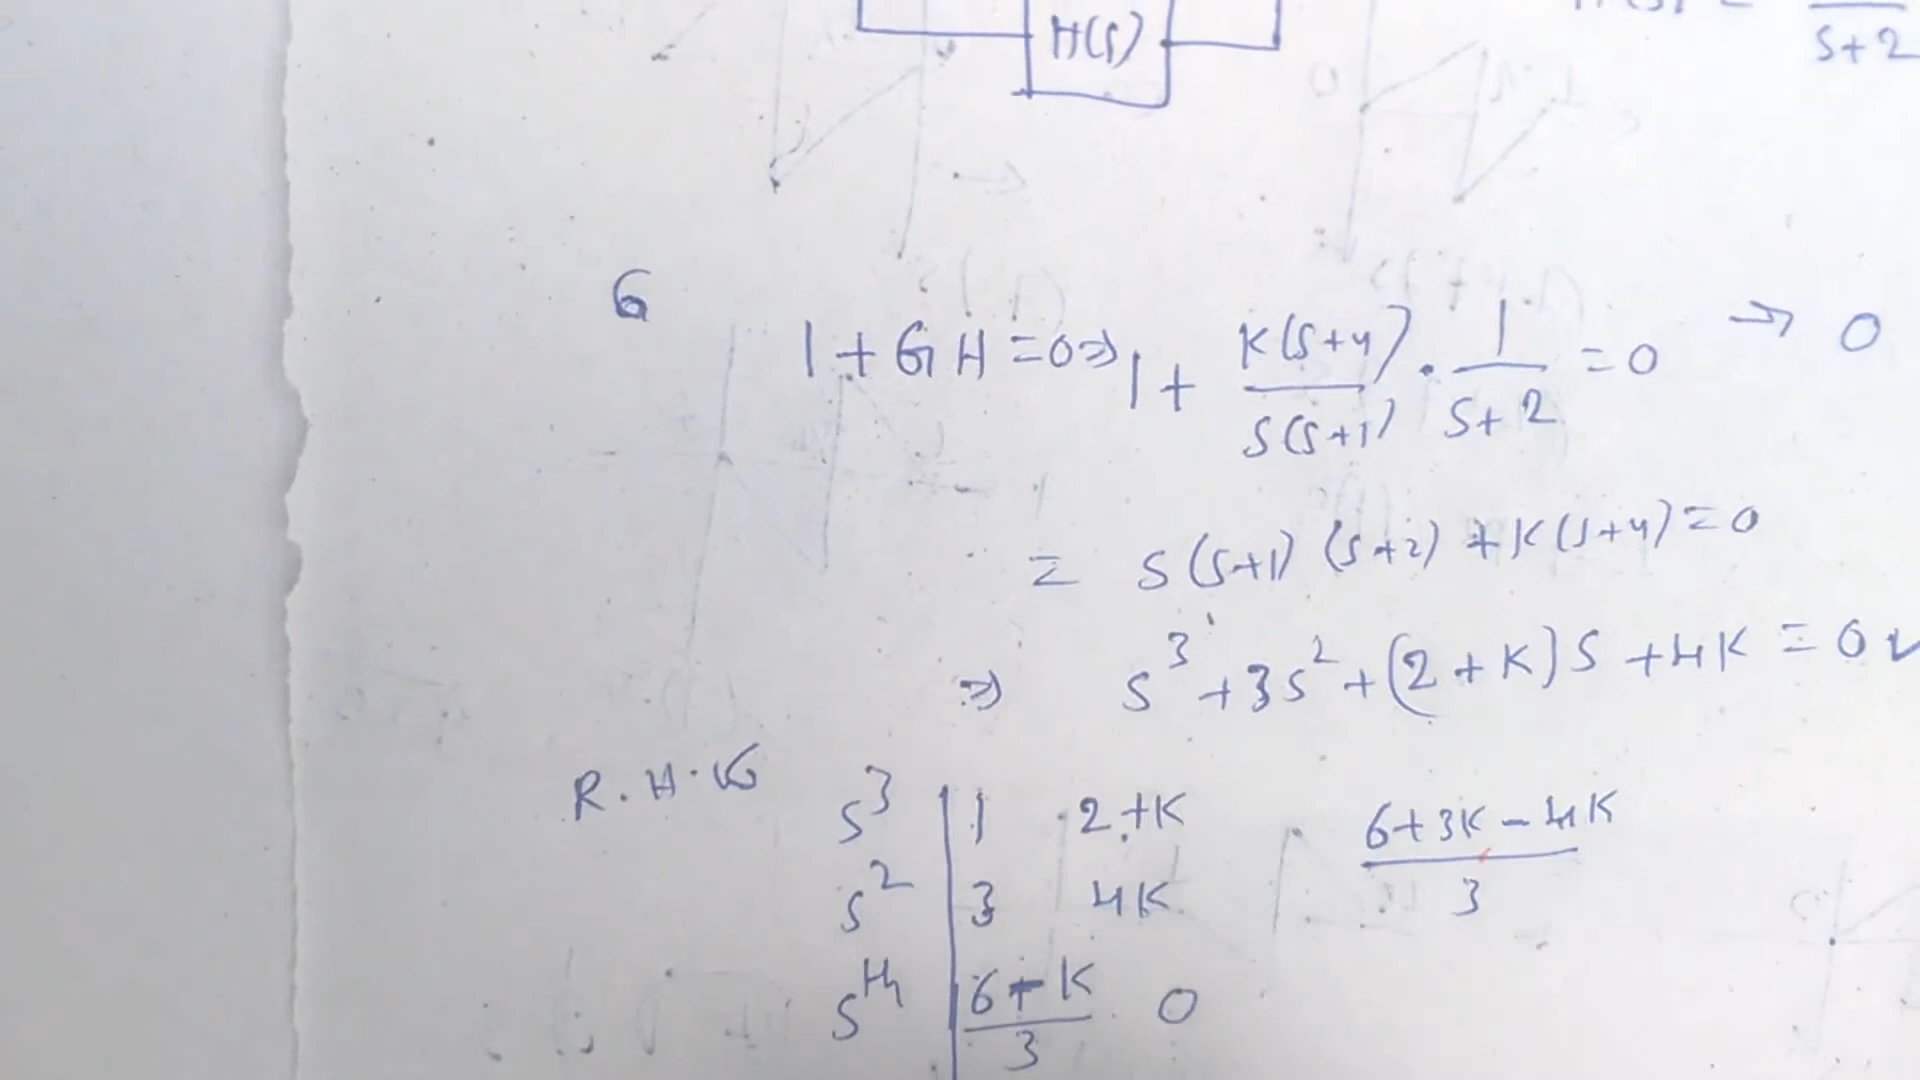 H(s)
s+2
G
1+GH=0⇒ 1+ K(s+4)/s(s+1) · 1/s+2 =0 → 0
= s(s+1)(s+2)+K(s+4)=0
⇒ s³+3s²+(2+K)s+4K=0
R.H.
s³ | 1 2+K 6+3K-4K/3
s² | 3 4K
s | 6-K/3 0